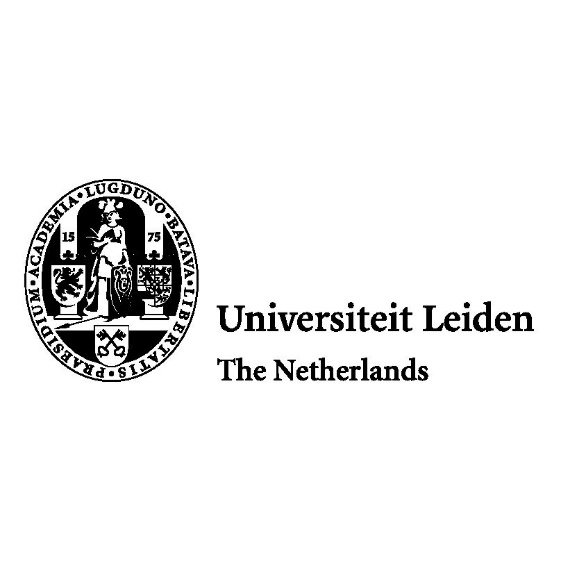 ACADEMIA · LUGDUNO · BATAVA · LIBERTATIS · PRAESIDIUM ·
15 75
Universiteit Leiden
The Netherlands